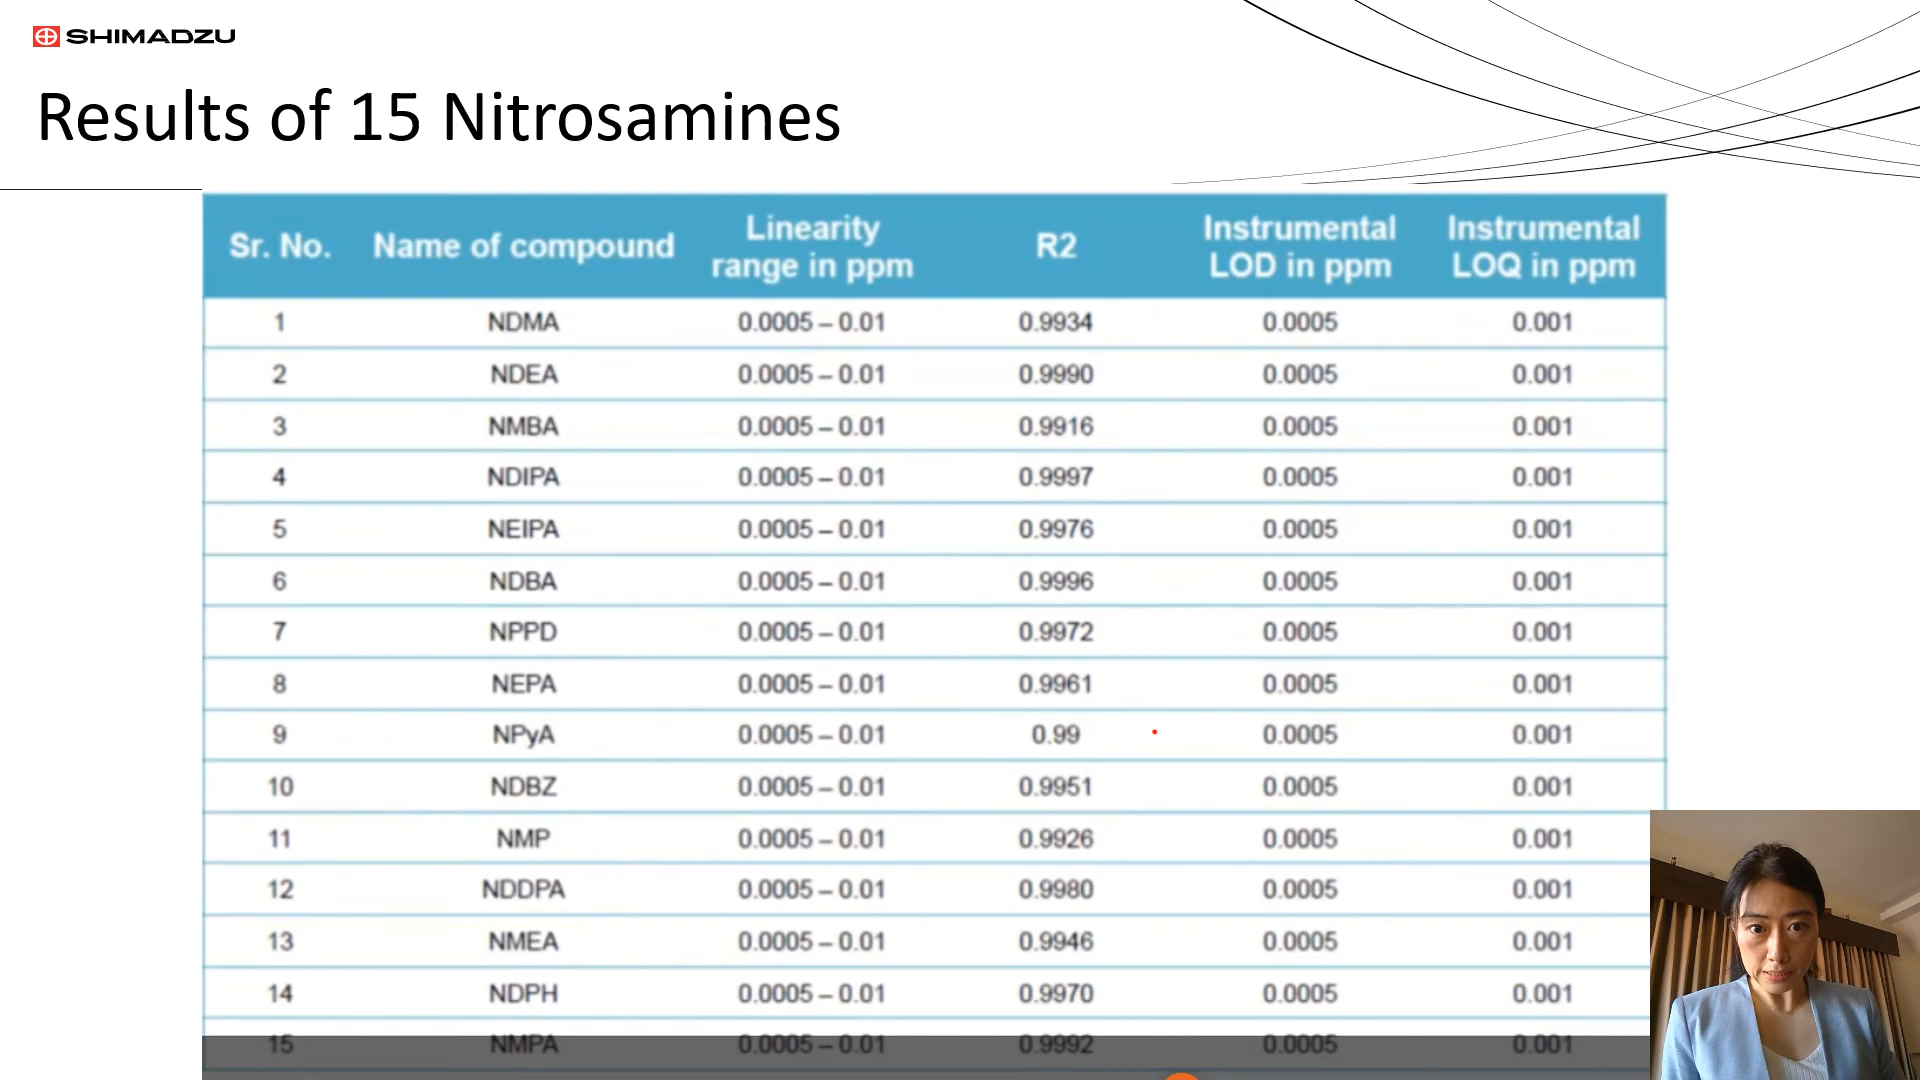 SHIMADZU
Results of 15 Nitrosamines
Sr. No. Name of compound Linearity range in ppm R2 Instrumental LOD in ppm Instrumental LOQ in ppm
1 NDMA 0.0005 – 0.01 0.9934 0.0005 0.001
2 NDEA 0.0005 – 0.01 0.9990 0.0005 0.001
3 NMBA 0.0005 – 0.01 0.9916 0.0005 0.001
4 NDIPA 0.0005 – 0.01 0.9997 0.0005 0.001
5 NEIPA 0.0005 – 0.01 0.9976 0.0005 0.001
6 NDBA 0.0005 – 0.01 0.9996 0.0005 0.001
7 NPPD 0.0005 – 0.01 0.9972 0.0005 0.001
8 NEPA 0.0005 – 0.01 0.9961 0.0005 0.001
9 NPyA 0.0005 – 0.01 0.99 0.0005 0.001
10 NDBZ 0.0005 – 0.01 0.9951 0.0005 0.001
11 NMP 0.0005 – 0.01 0.9926 0.0005 0.001
12 NDDPA 0.0005 – 0.01 0.9980 0.0005 0.001
13 NMEA 0.0005 – 0.01 0.9946 0.0005 0.001
14 NDPH 0.0005 – 0.01 0.9970 0.0005 0.001
15 NMPA 0.0005 – 0.01 0.9992 0.0005 0.001